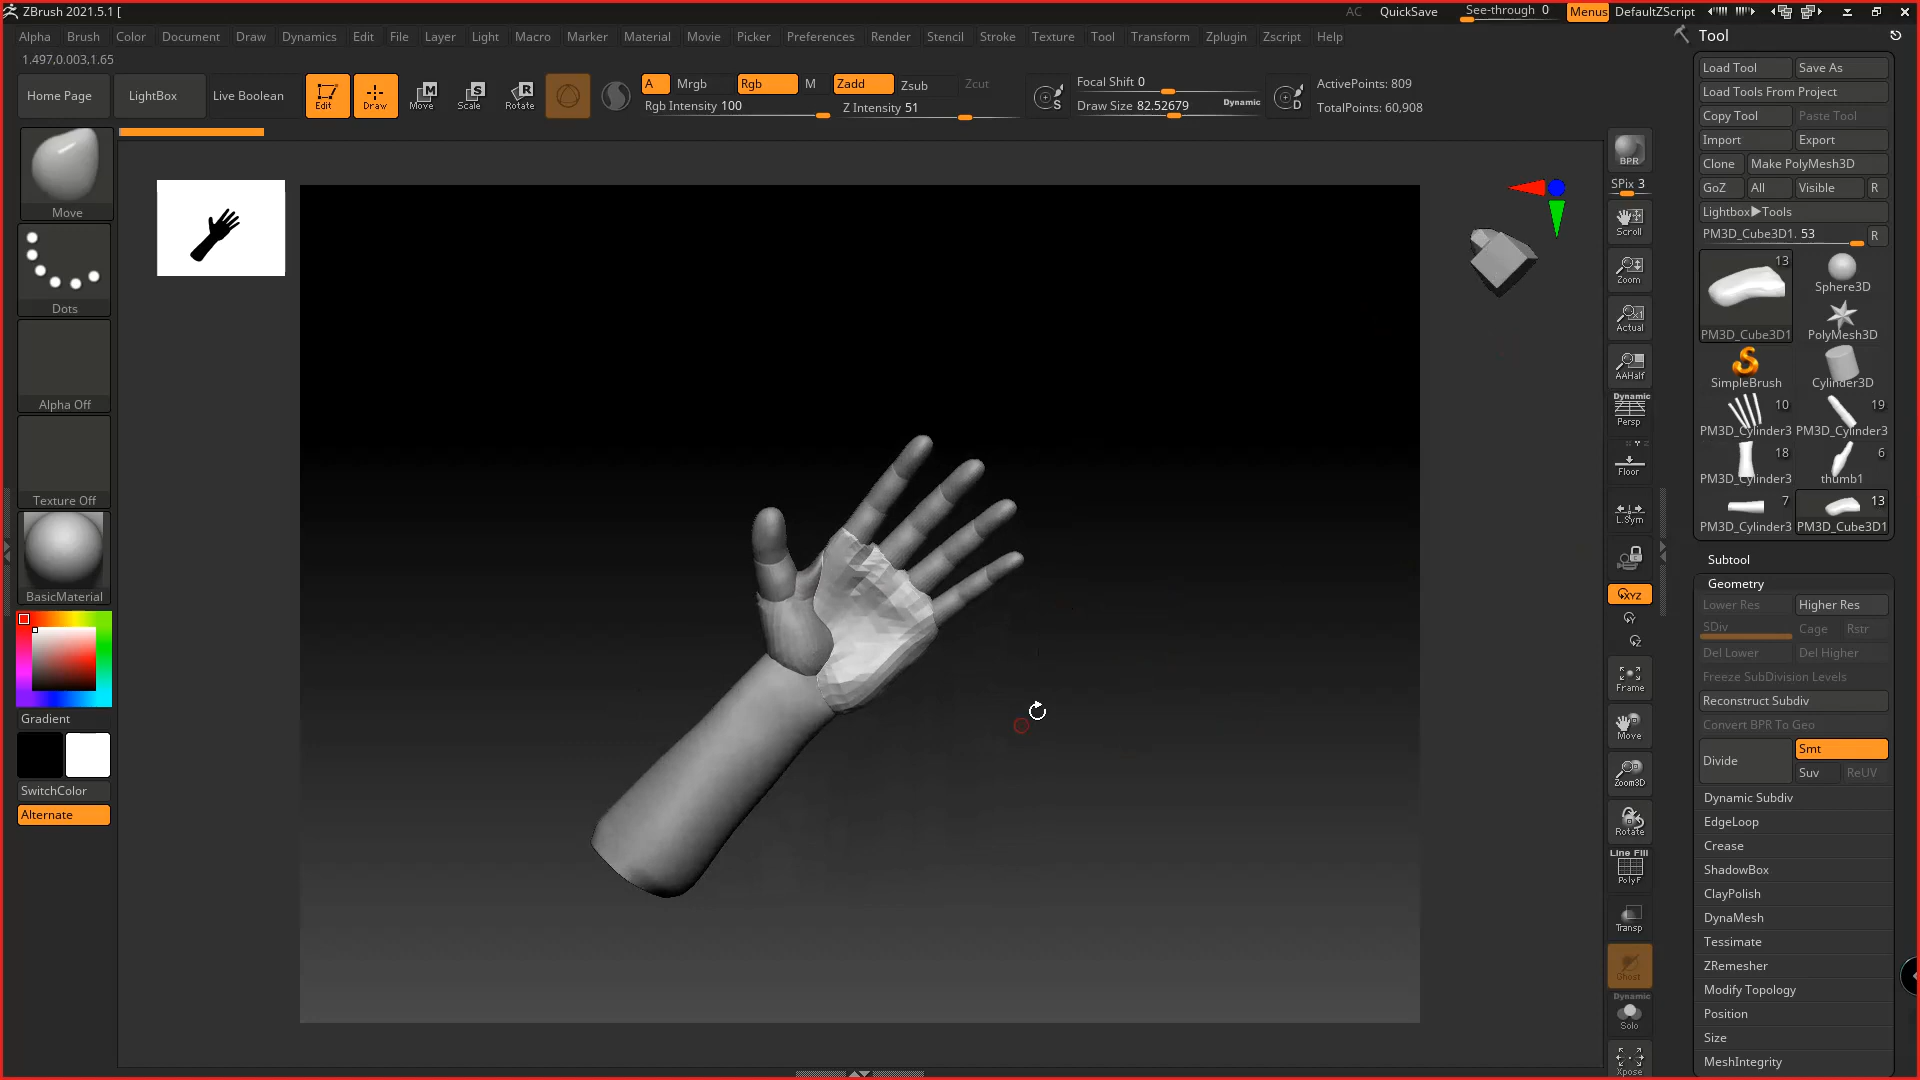 ZBrush 2021.5.1 [
AC QuickSave See-through 0 Menus DefaultZScript
Alpha Brush Color Document Draw Dynamics Edit File Layer Light Macro Marker Material Movie Picker Preferences Render Stencil Stroke Texture Tool Transform Zplugin Zscript Help
1.497,0.003,1.65
Home Page LightBox Live Boolean Edit Draw Move Scale Rotate
A Mrgb Rgb M Zadd Zsub Zcut
Rgb Intensity 100 Z Intensity 51
Focal Shift 0
Draw Size 82.52679 Dynamic
S D
ActivePoints: 809
TotalPoints: 60,908
Move
Dots
Alpha Off
Texture Off
BasicMaterial
Gradient
SwitchColor
Alternate
BPR
SPix 3
Scroll
Zoom
Actual
AAHalf
Dynamic
Persp
Floor
L.Sym
XYZ
Y
Z
Frame
Move
Zoom3D
Rotate
Line Fill
PolyF
Transp
Ghost
Dynamic
Solo
Xpose
Tool
Load Tool Save As
Load Tools From Project
Copy Tool Paste Tool
Import Export
Clone Make PolyMesh3D
GoZ All Visible R
Lightbox▶Tools
PM3D_Cube3D1. 53 R
13
PM3D_Cube3D1 Sphere3D
PolyMesh3D
SimpleBrush Cylinder3D
10 19
PM3D_Cylinder3 PM3D_Cylinder3
18 6
PM3D_Cylinder3 thumb1
7 13
PM3D_Cylinder3 PM3D_Cube3D1
Subtool
Geometry
Lower Res Higher Res
SDiv Cage Rstr
Del Lower Del Higher
Freeze SubDivision Levels
Reconstruct Subdiv
Convert BPR To Geo
Divide Smt
Suv ReUV
Dynamic Subdiv
EdgeLoop
Crease
ShadowBox
ClayPolish
DynaMesh
Tessimate
ZRemesher
Modify Topology
Position
Size
MeshIntegrity